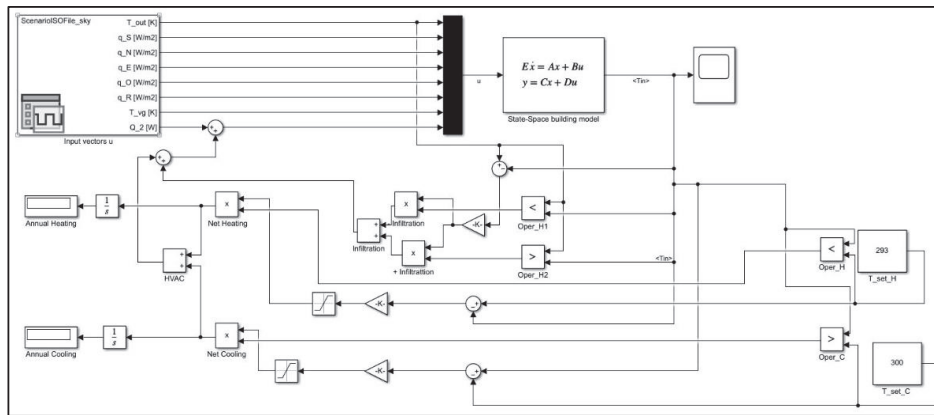 ScenarioISOFile_sky
T_out [K]
q_S [W/m2]
q_N [W/m2]
q_E [W/m2]
q_O [W/m2]
q_R [W/m2]
T_vg [K]
Q_2 [W]
Input vectors u
u
Eẋ = Ax + Bu
y = Cx + Du
State-Space building model
<Tin>
Annual Heating
1/s
x
Net Heating
HVAC
Infiltration
x
Infiltration
x
+ Infiltrattion
-K-
<
Oper_H1
>
Oper_H2
<Tin>
<
Oper_H
293
T_set_H
-K-
Annual Cooling
1/s
x
Net Cooling
-K-
>
Oper_C
300
T_set_C